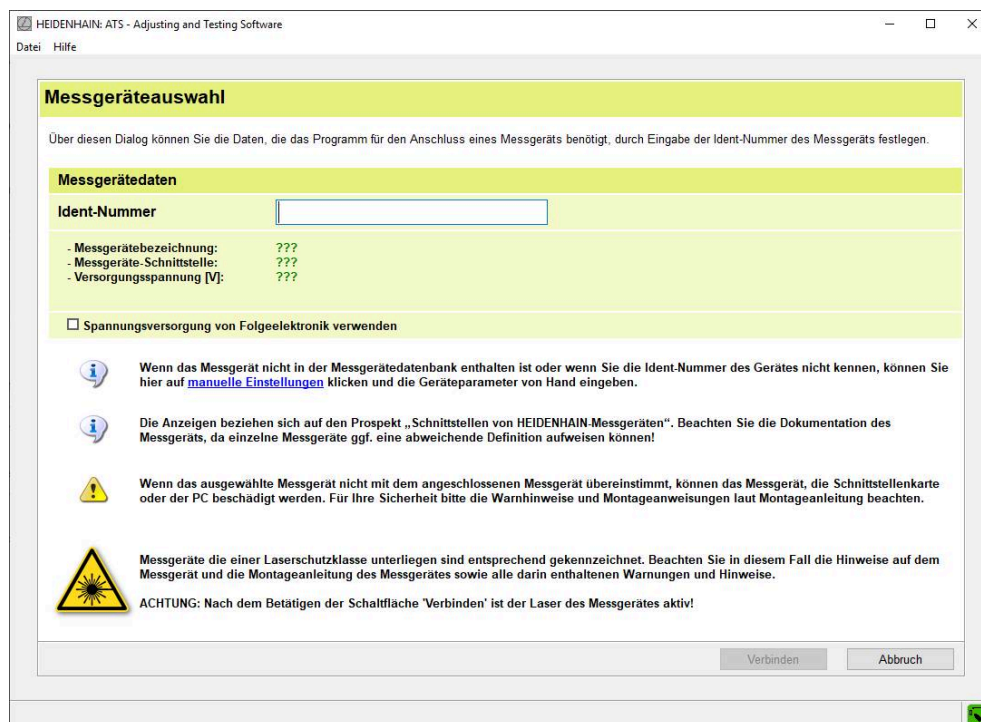 HEIDENHAIN: ATS - Adjusting and Testing Software
Datei Hilfe
Messgeräteauswahl
Über diesen Dialog können Sie die Daten, die das Programm für den Anschluss eines Messgeräts benötigt, durch Eingabe der Ident-Nummer des Messgeräts festlegen.
Messgerätedaten
Ident-Nummer
- Messgerätebezeichnung: ???
- Messgeräte-Schnittstelle: ???
- Versorgungsspannung [V]: ???
Spannungsversorgung von Folgeelektronik verwenden
Wenn das Messgerät nicht in der Messgerätedatenbank enthalten ist oder wenn Sie die Ident-Nummer des Gerätes nicht kennen, können Sie
hier auf manuelle Einstellungen klicken und die Geräteparameter von Hand eingeben.
Die Anzeigen beziehen sich auf den Prospekt „Schnittstellen von HEIDENHAIN-Messgeräten“. Beachten Sie die Dokumentation des
Messgeräts, da einzelne Messgeräte ggf. eine abweichende Definition aufweisen können!
Wenn das ausgewählte Messgerät nicht mit dem angeschlossenen Messgerät übereinstimmt, können das Messgerät, die Schnittstellenkarte
oder der PC beschädigt werden. Für Ihre Sicherheit bitte die Warnhinweise und Montageanweisungen laut Montageanleitung beachten.
Messgeräte die einer Laserschutzklasse unterliegen sind entsprechend gekennzeichnet. Beachten Sie in diesem Fall die Hinweise auf dem
Messgerät und die Montageanleitung des Messgerätes sowie alle darin enthaltenen Warnungen und Hinweise.
ACHTUNG: Nach dem Betätigen der Schaltfläche 'Verbinden' ist der Laser des Messgerätes aktiv!
Verbinden Abbruch